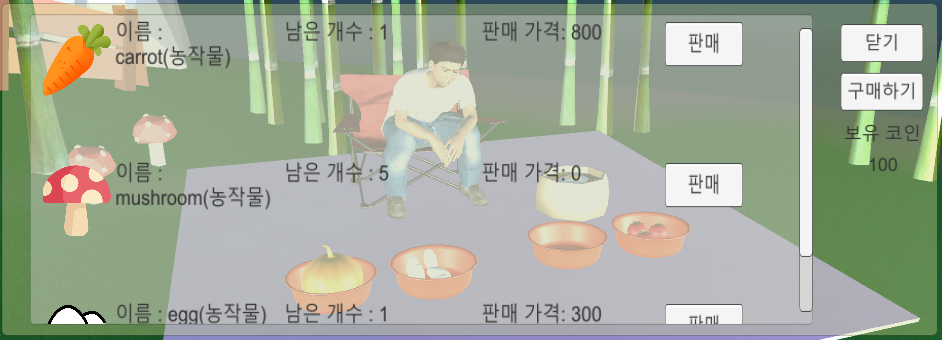 이름 :
carrot(농작물)
남은 개수 : 1
판매 가격: 800
판매
닫기
구매하기
보유 코인
100
이름 :
mushroom(농작물)
남은 개수 : 5
판매 가격: 0
판매
이름 : egg(농작물)
남은 개수 : 1
판매 가격: 300
판매